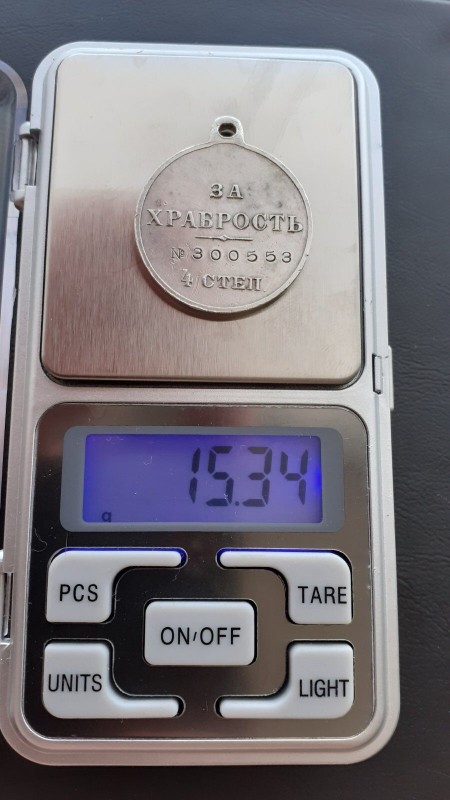 ЗА
ХРАБРОСТЬ
№ 300553
4 СТЕП
15.34
g
PCS
TARE
ON/OFF
UNITS
LIGHT